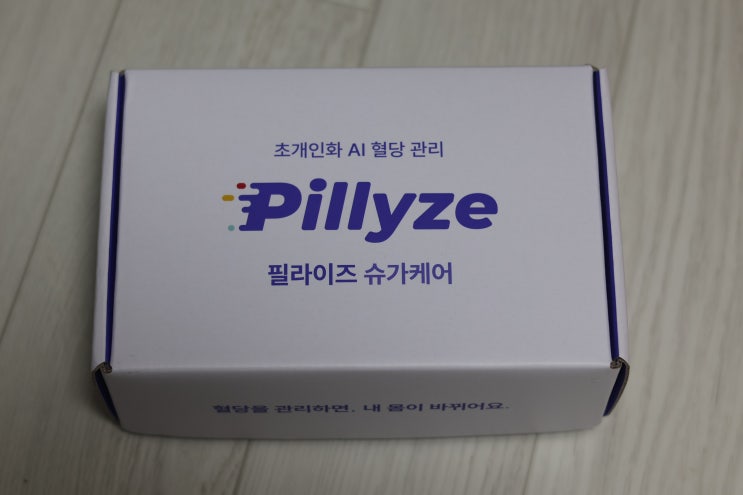 초개인화 AI 혈당 관리
Pillyze
필라이즈 슈가케어
혈당을 관리하면, 내 몸이 바뀌어요.